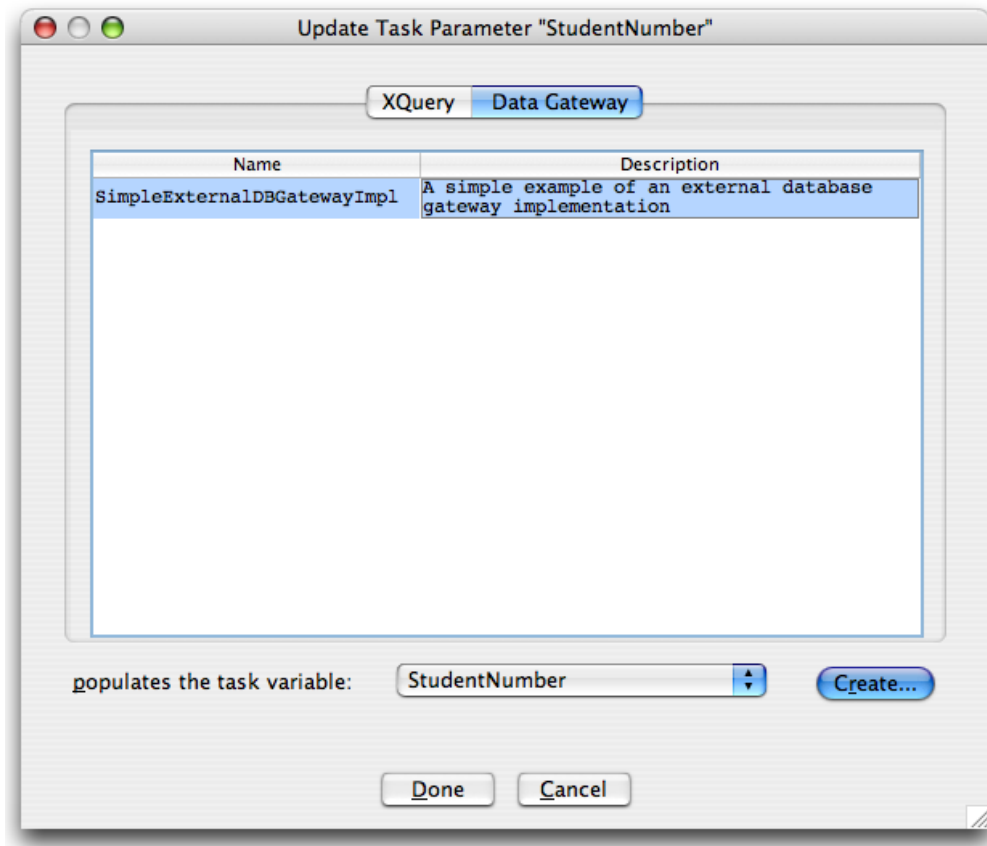 Update Task Parameter "StudentNumber"
XQuery Data Gateway
Name Description
SimpleExternalDBGatewayImpl A simple example of an external database
gateway implementation
populates the task variable: StudentNumber Create...
Done Cancel